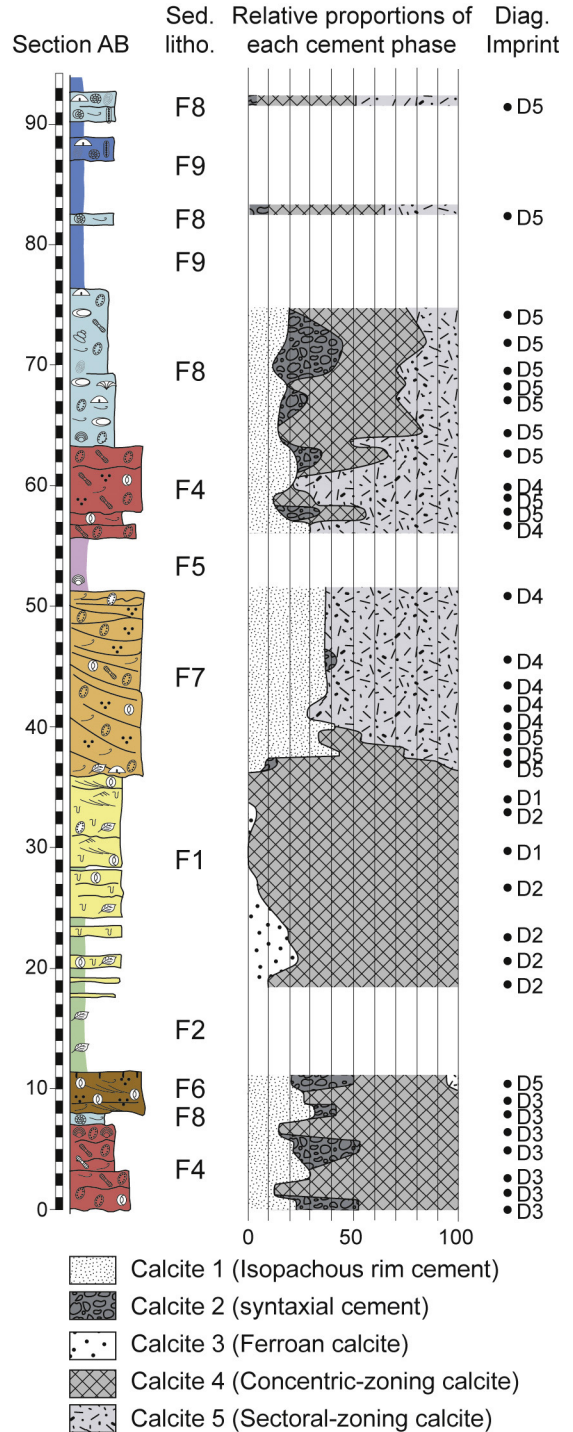 Section AB
Sed.
litho.
Relative proportions of
each cement phase
Diag.
Imprint
90
80
70
60
50
40
30
20
10
0
F8
F9
F8
F9
F8
F4
F5
F7
F1
F2
F6
F8
F4
0 50 100
D5
D5
D5
D5
D5
D5
D5
D5
D5
D4
D5
D5
D4
D4
D4
D4
D4
D4
D5
D5
D5
D1
D2
D1
D2
D2
D2
D2
D5
D3
D3
D3
D3
D3
D3
D3
Calcite 1 (Isopachous rim cement)
Calcite 2 (syntaxial cement)
Calcite 3 (Ferroan calcite)
Calcite 4 (Concentric-zoning calcite)
Calcite 5 (Sectoral-zoning calcite)